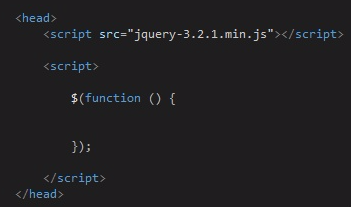 <head>
<script src="jquery-3.2.1.min.js"></script>
<script>
$(function () {
});
</script>
</head>